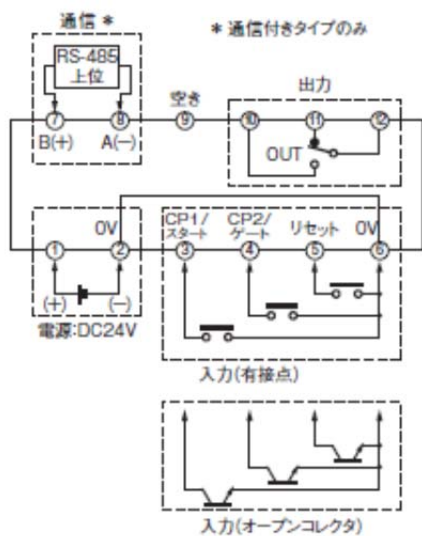 通信 *
* 通信付きタイプのみ
RS-485
上位
空き
出力
⑦ ⑧ ⑨ ⑩ ⑪ ⑫
B(+) A(−)
OUT
0V
CP1/
スタート
CP2/
ゲート
リセット
0V
① ② ③ ④ ⑤ ⑥
(+) (−)
電源:DC24V
入力(有接点)
入力(オープンコレクタ)